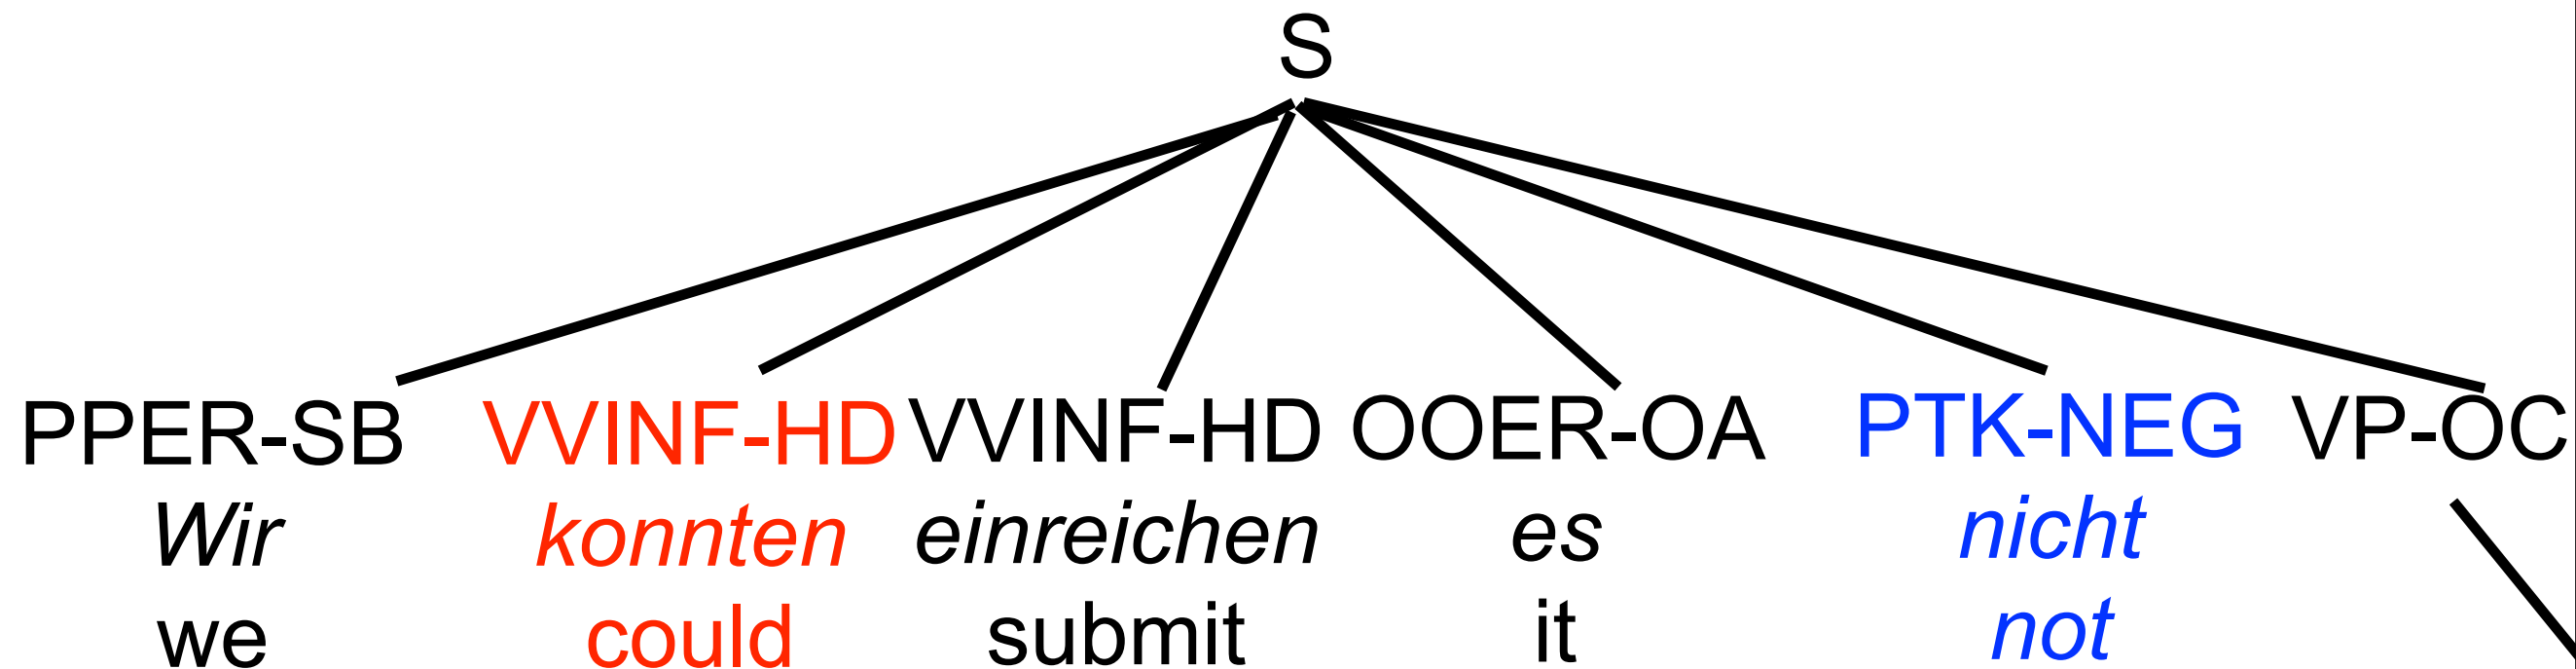 S
PPER-SB VVINF-HD VVINF-HD OOER-OA PTK-NEG VP-OC
Wir konnten einreichen es nicht
we could submit it not